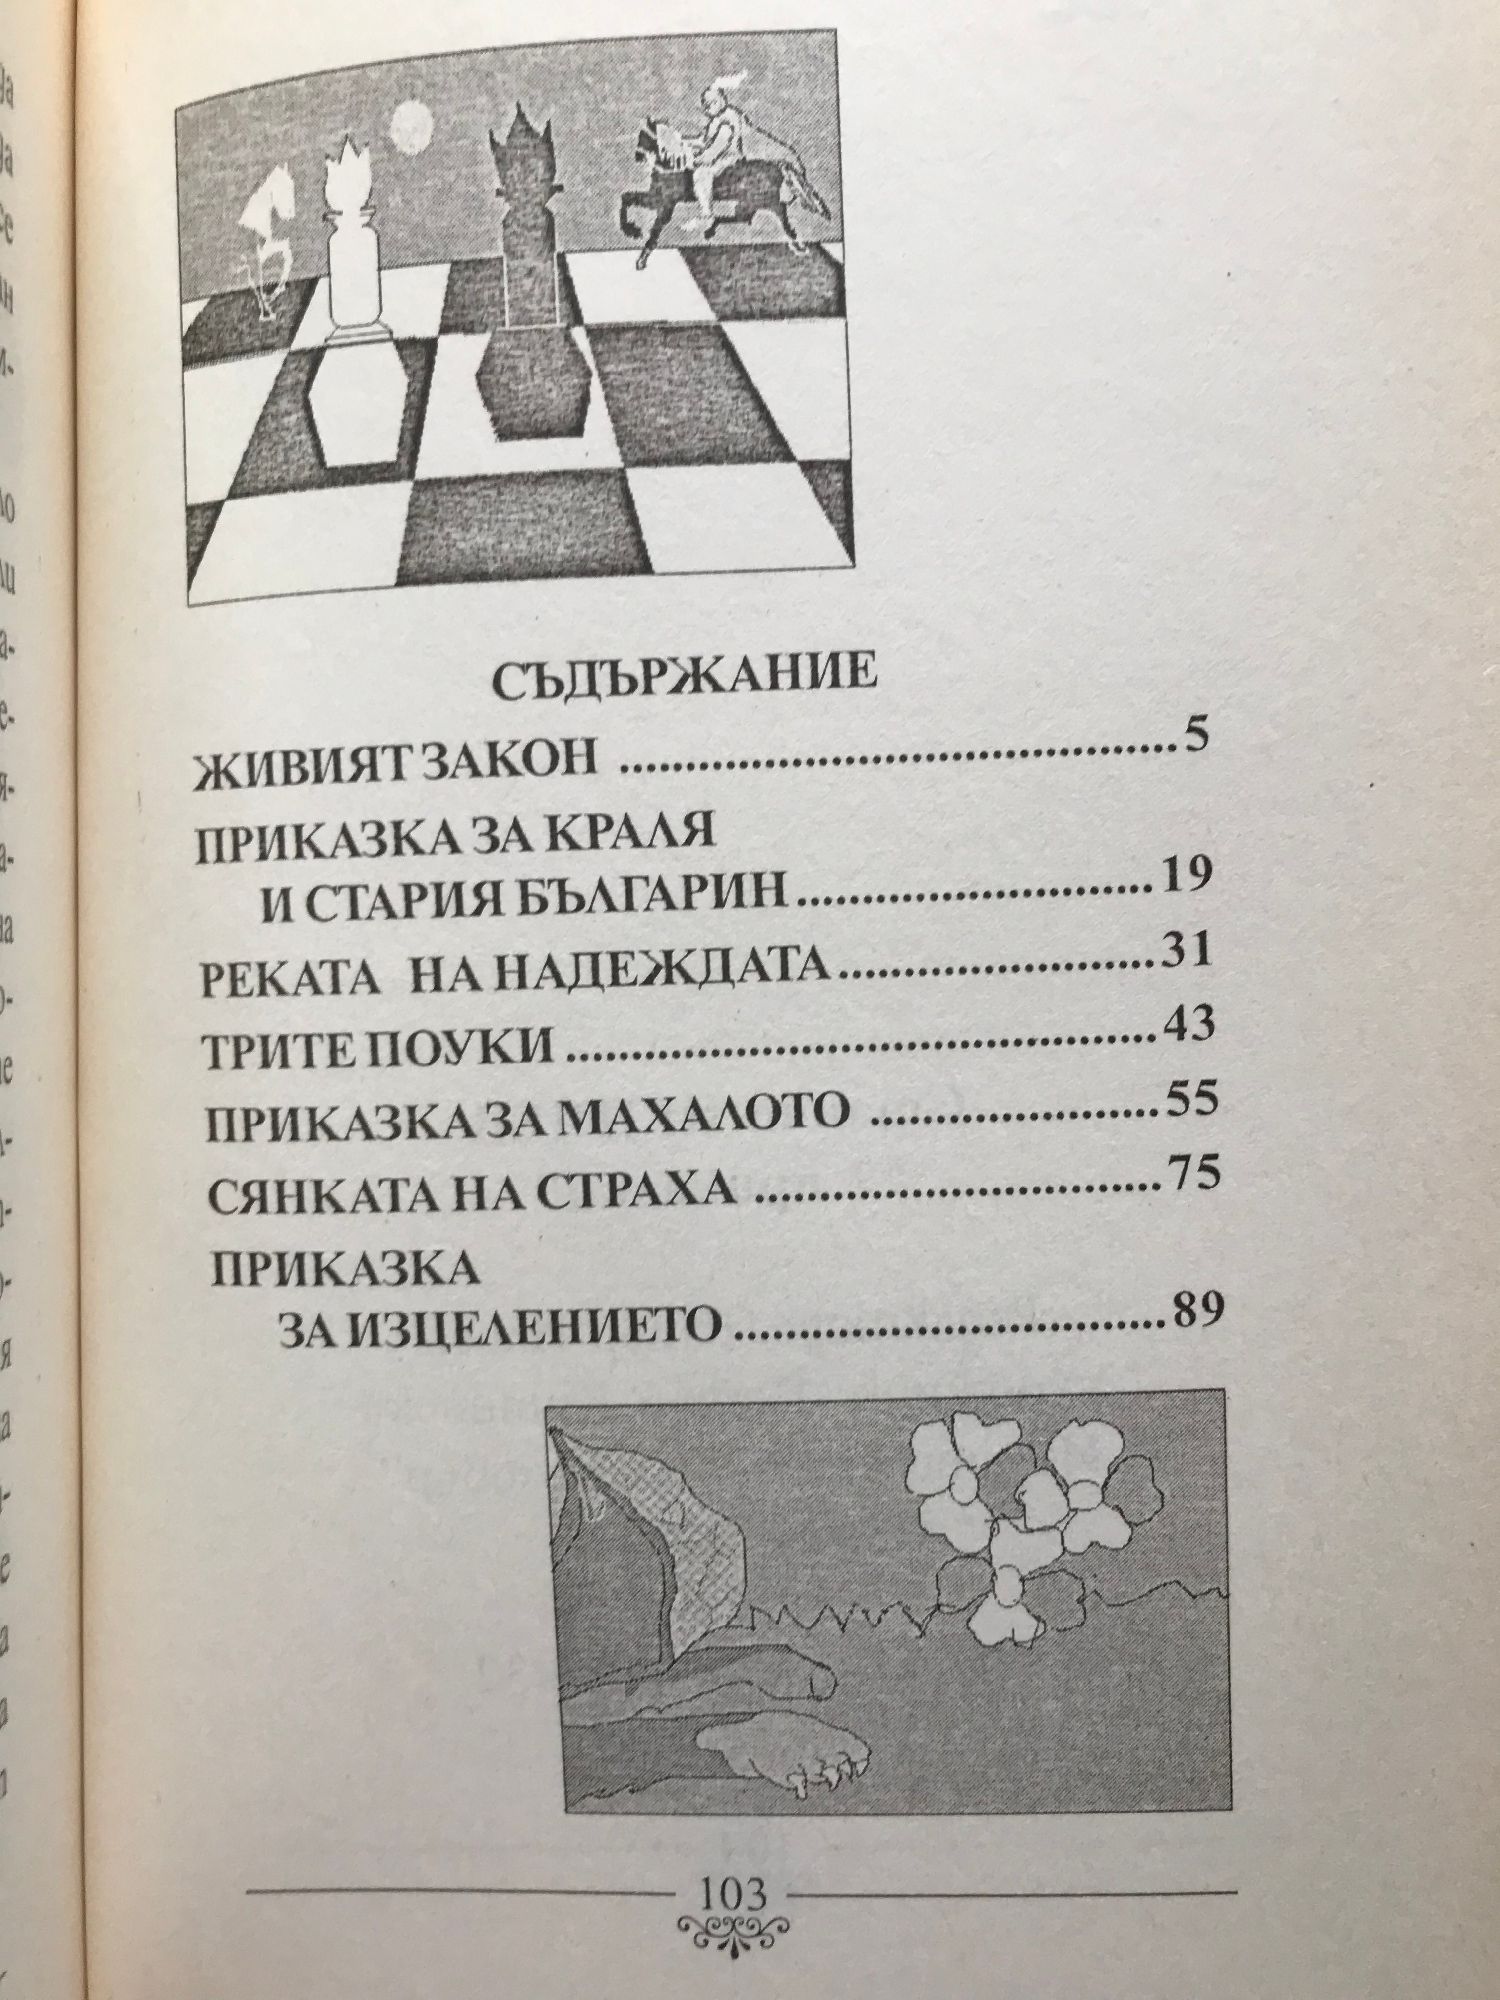 СЪДЪРЖАНИЕ
ЖИВИЯТ ЗАКОН ..........................................5
ПРИКАЗКА ЗА КРАЛЯ
И СТАРИЯ БЪЛГАРИН...........................19
РЕКАТА НА НАДЕЖДАТА........................31
ТРИТЕ ПОУКИ.............................................43
ПРИКАЗКА ЗА МАХАЛОТО ......................55
СЯНКАТА НА СТРАХА ...............................75
ПРИКАЗКА
ЗА ИЗЦЕЛЕНИЕТО.................................89
103